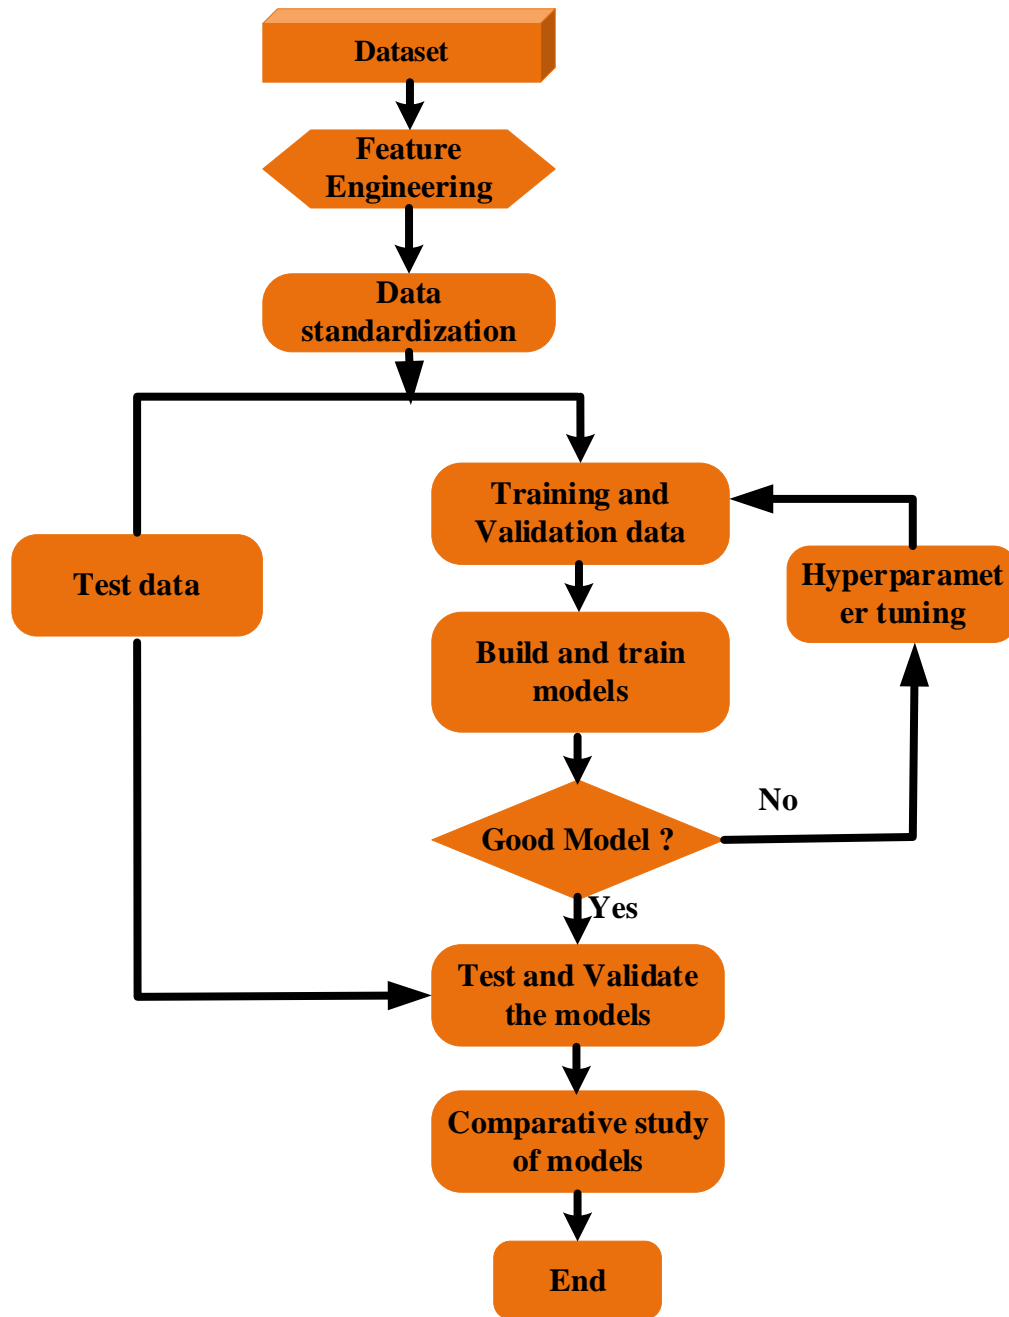 Dataset
Feature
Engineering
Data
standardization
Training and
Validation data
Test data
Hyperparamet
er tuning
Build and train
models
No
Good Model ?
Yes
Test and Validate
the models
Comparative study
of models
End